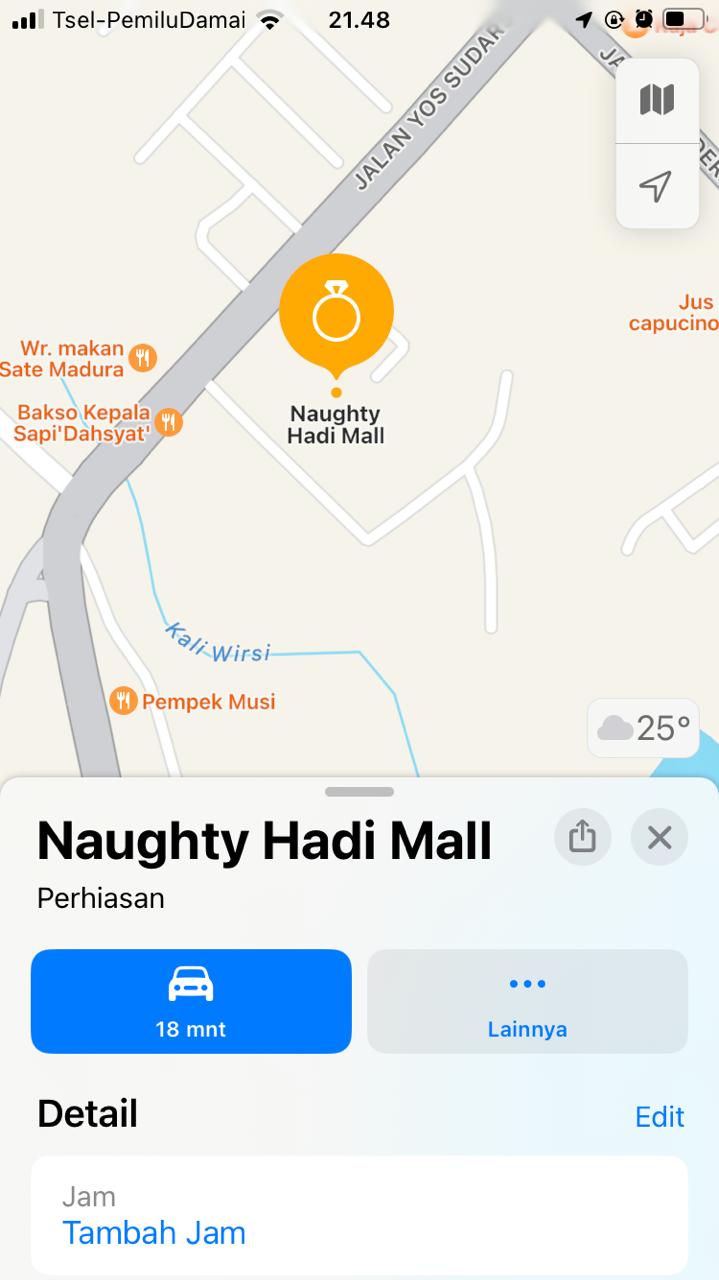 Tsel-PemiluDamai
21.48
JALAN YOS SUDAR
Wr. makan
Sate Madura
Bakso Kepala
Sapi'Dahsyat'
Naughty
Hadi Mall
Jus
capucino
Kali Wirsi
Pempek Musi
25°
Naughty Hadi Mall
Perhiasan
18 mnt
Lainnya
Detail
Edit
Jam
Tambah Jam